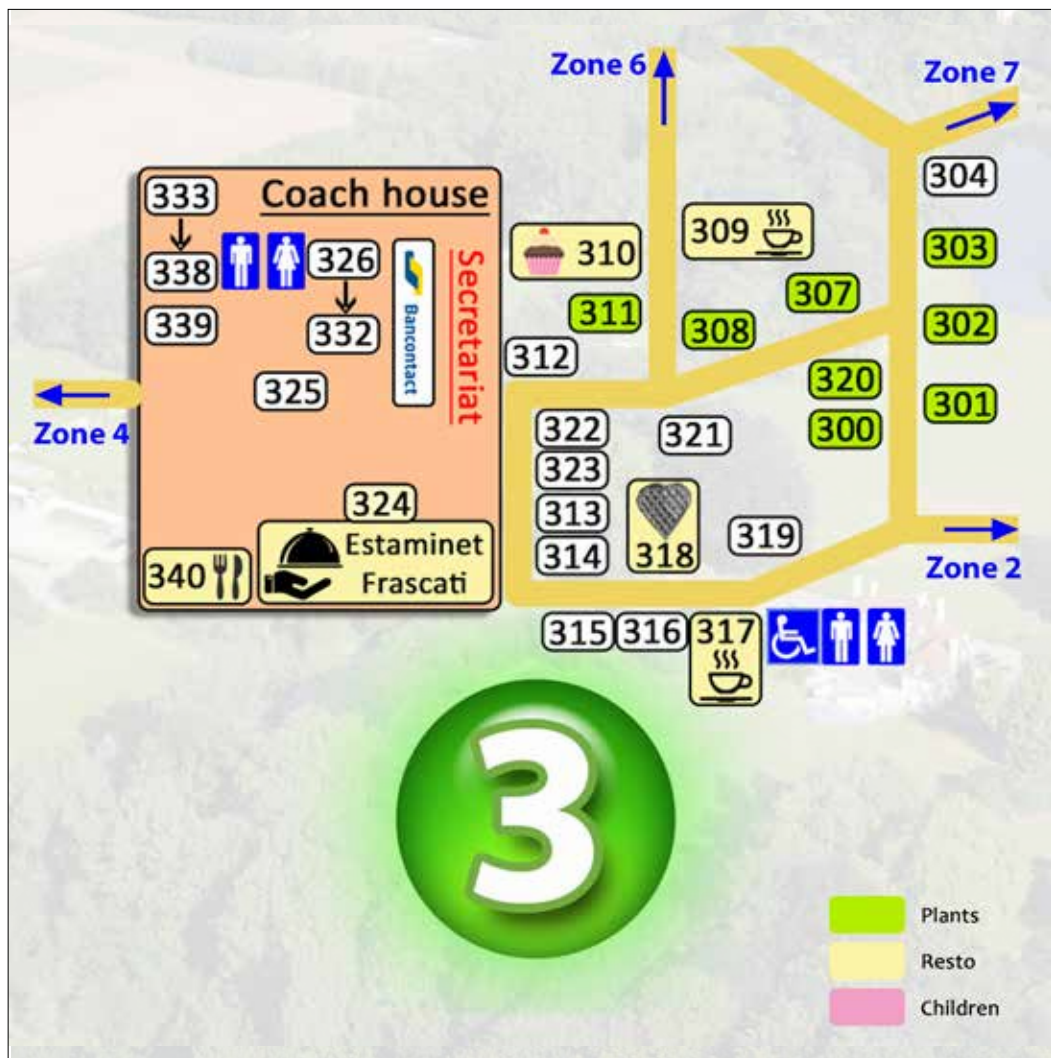 Zone 6
Zone 7
304
333
Coach house
338
326
339
332
Bancontact
Secretariat
325
310
309
311
308
307
303
302
312
320
301
300
Zone 4
322
321
323
313
318
319
314
324
Estaminet
Frascati
340
Zone 2
315
316
317
3
Plants
Resto
Children